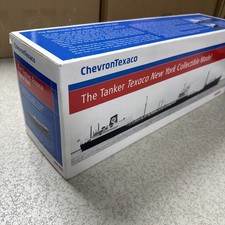 ChevronTexaco
The Tanker Texaco New York Collectible Model